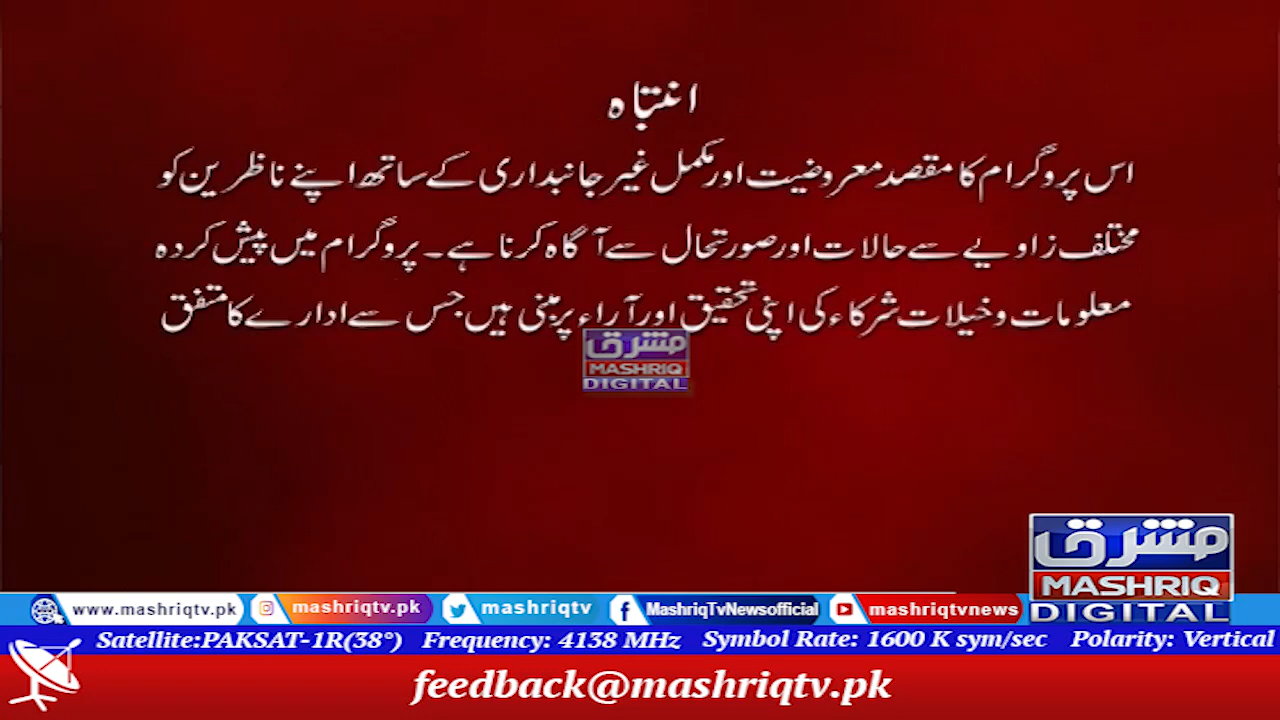 انتباہ
اس پروگرام کا مقصد معروضیت اور مکمل غیر جانبداری کے ساتھ اپنے ناظرین کو
مختلف زاویے سے حالات اور صورتحال سے آگاہ کرنا ہے۔ پروگرام میں پیش کردہ
معلومات و خیلات شرکاء کی اپنی تحقیق اور آراء پر مبنی ہیں جس سے ادارے کا متفق
مشرق
MASHRIQ
DIGITAL
مشرق
MASHRIQ
DIGITAL
www.mashriqtv.pk mashriqtv.pk mashriqtv MashriqTvNewsofficial mashriqtvnews
Satellite:PAKSAT-1R(38°) Frequency: 4138 MHz Symbol Rate: 1600 K sym/sec Polarity: Vertical
feedback@mashriqtv.pk